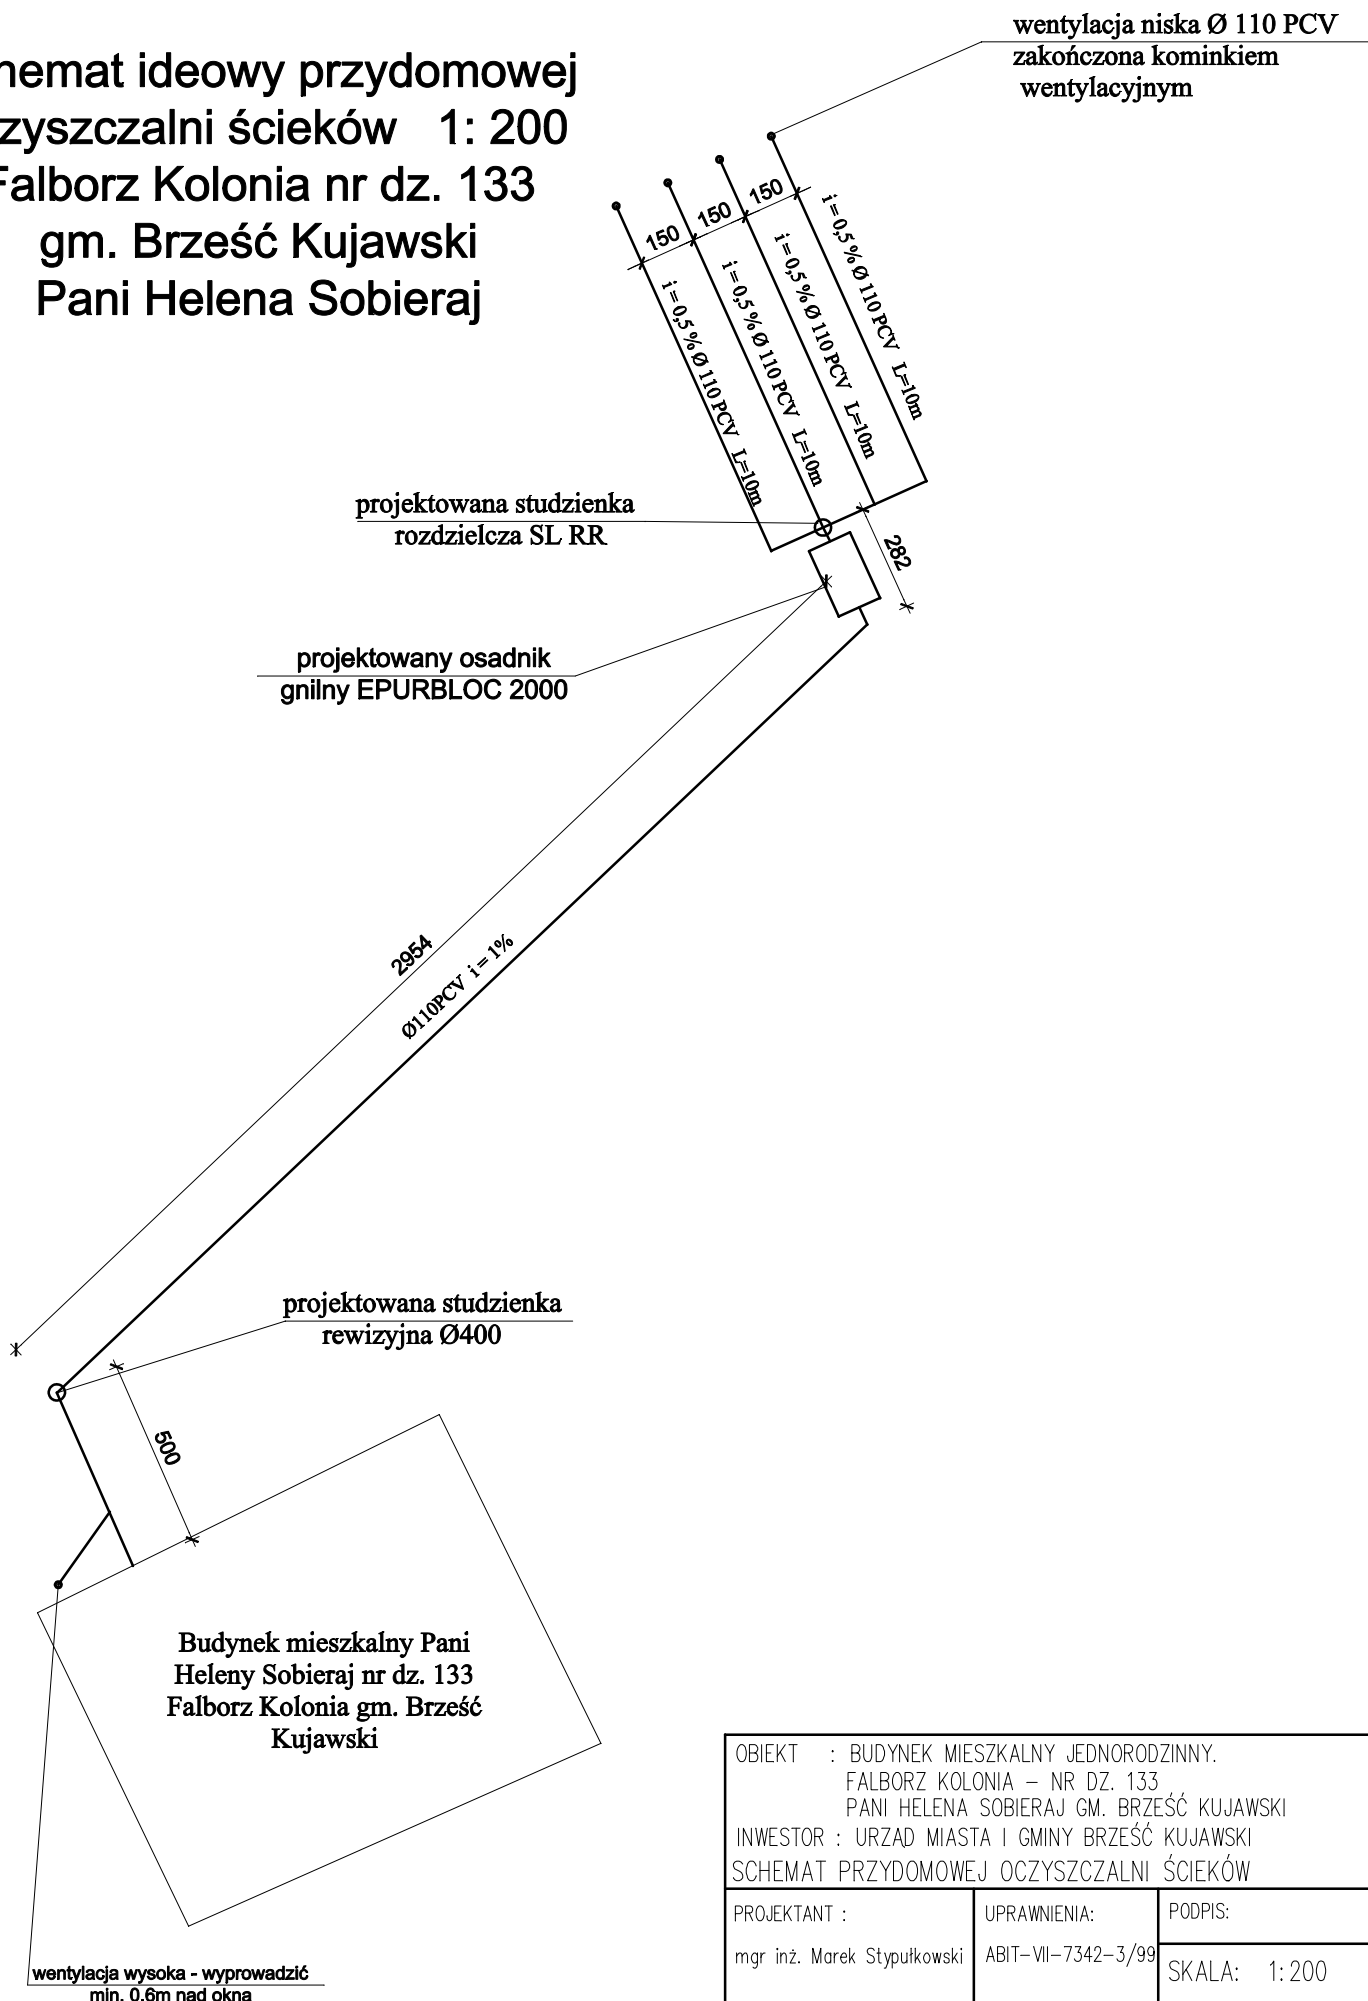 wentylacja niska Ø 110 PCV
zakończona kominkiem
wentylacyjnym
hemat ideowy przydomowej
zyszczalni ścieków 1: 200
Falborz Kolonia nr dz. 133
gm. Brześć Kujawski
Pani Helena Sobieraj
150
150
150
i = 0,5 % Ø 110 PCV L=10m
i = 0,5 % Ø 110 PCV L=10m
i = 0,5 % Ø 110 PCV L=10m
i = 0,5 % Ø 110 PCV L=10m
projektowana studzienka
rozdzielcza SL RR
282
projektowany osadnik
gnilny EPURBLOC 2000
2954
Ø110PCV i = 1%
projektowana studzienka
rewizyjna Ø400
500
Budynek mieszkalny Pani
Heleny Sobieraj nr dz. 133
Falborz Kolonia gm. Brześć
Kujawski
wentylacja wysoka - wyprowadzić
min. 0,6m nad okna
OBIEKT : BUDYNEK MIESZKALNY JEDNORODZINNY.
FALBORZ KOLONIA – NR DZ. 133
PANI HELENA SOBIERAJ GM. BRZEŚĆ KUJAWSKI
INWESTOR : URZĄD MIASTA I GMINY BRZEŚĆ KUJAWSKI
SCHEMAT PRZYDOMOWEJ OCZYSZCZALNI ŚCIEKÓW
PROJEKTANT :
mgr inż. Marek Stypułkowski
UPRAWNIENIA:
ABIT–VII–7342–3/99
PODPIS:
SKALA: 1:200